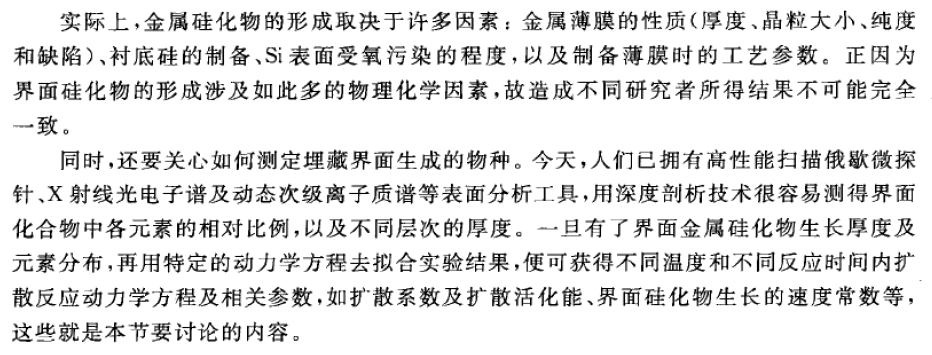 实际上,金属硅化物的形成取决于许多因素：金属薄膜的性质(厚度、晶粒大小、纯度
和缺陷)、衬底硅的制备、Si 表面受氧污染的程度,以及制备薄膜时的工艺参数。正因为
界面硅化物的形成涉及如此多的物理化学因素,故造成不同研究者所得结果不可能完全
一致。
同时,还要关心如何测定埋藏界面生成的物种。今天,人们已拥有高性能扫描俄歇微探
针、X 射线光电子谱及动态次级离子质谱等表面分析工具,用深度剖析技术很容易测得界面
化合物中各元素的相对比例,以及不同层次的厚度。一旦有了界面金属硅化物生长厚度及
元素分布,再用特定的动力学方程去拟合实验结果,便可获得不同温度和不同反应时间内扩
散反应动力学方程及相关参数,如扩散系数及扩散活化能、界面硅化物生长的速度常数等,
这些就是本节要讨论的内容。